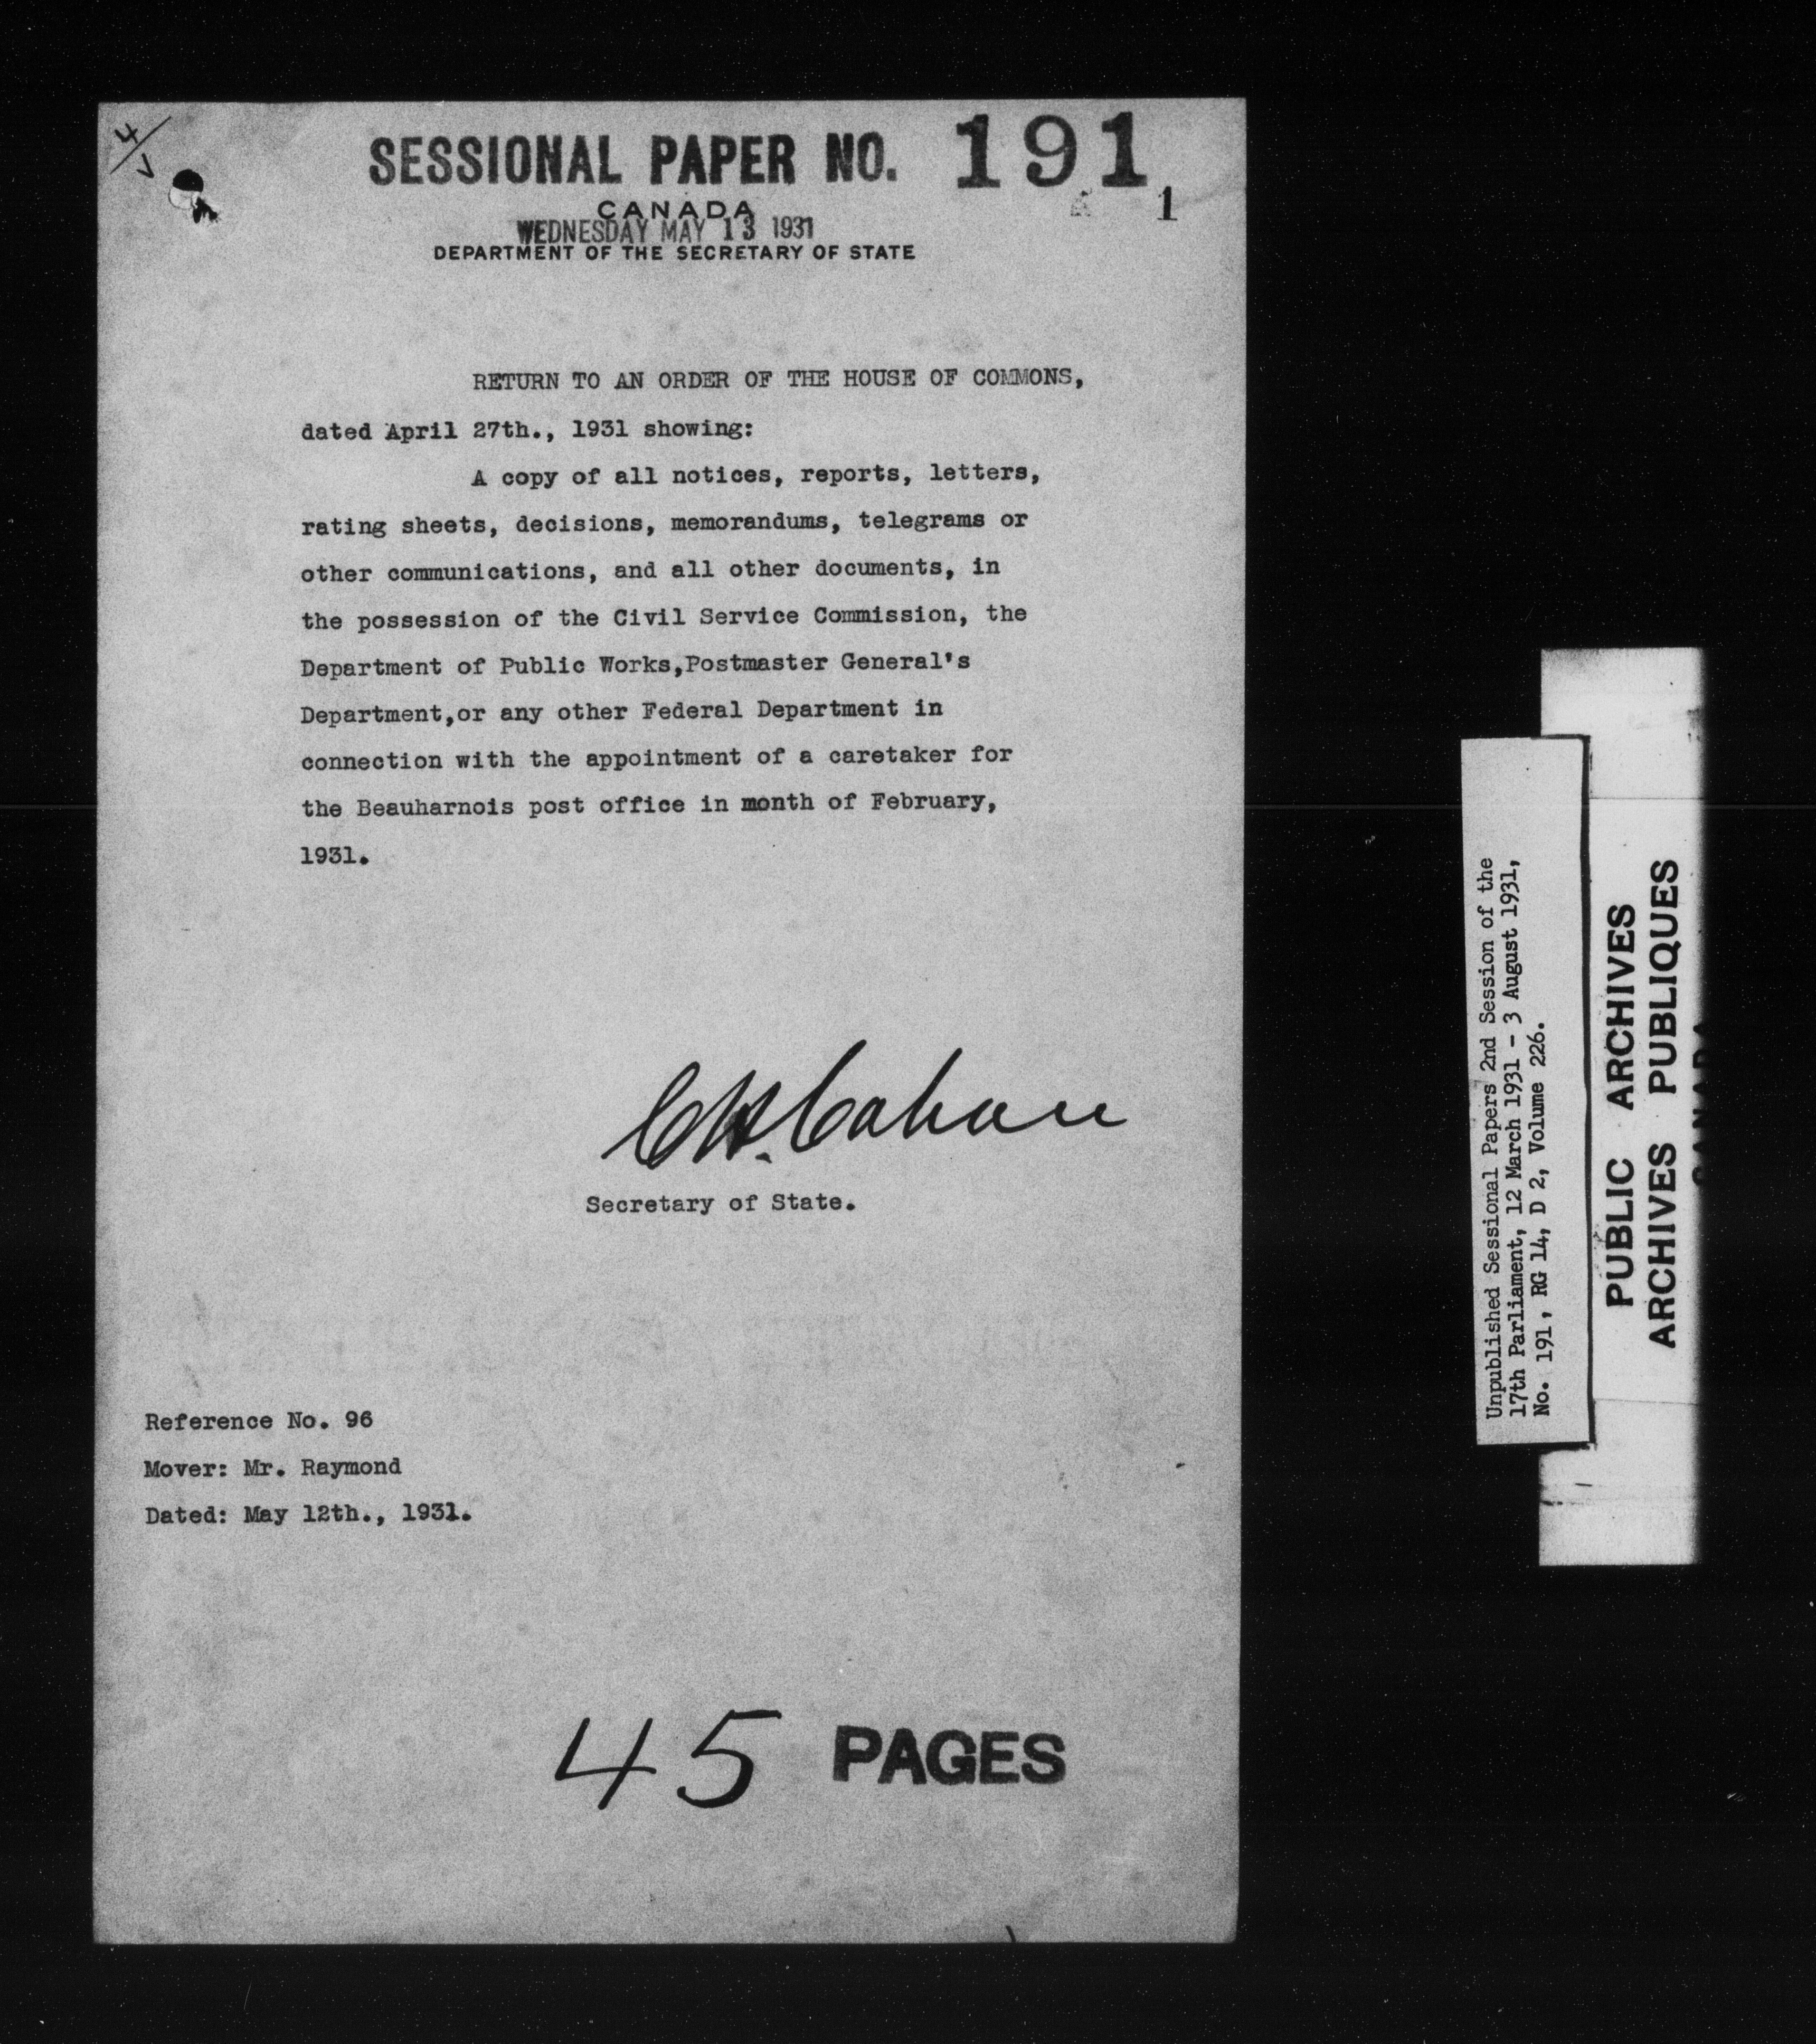 4/
SESSIONAL PAPER NO. 191
1
CANADA
WEDNESDAY MAY 13 1931
DEPARTMENT OF THE SECRETARY OF STATE
RETURN TO AN ORDER OF THE HOUSE OF COMMONS,
dated April 27th., 1931 showing:
A copy of all notices, reports, letters,
rating sheets, decisions, memorandums, telegrams or
other communications, and all other documents, in
the possession of the Civil Service Commission, the
Department of Public Works,Postmaster General's
Department,or any other Federal Department in
connection with the appointment of a caretaker for
the Beauharnois post office in month of February,
1931.
C.H. Cahan
Secretary of State.
Reference No. 96
Mover: Mr. Raymond
Dated: May 12th., 1931.
45 PAGES
Unpublished Sessional Papers 2nd Session of the
17th Parliament, 12 March 1931 - 3 August 1931,
No. 191, RG 14, D 2, Volume 226.
PUBLIC ARCHIVES
ARCHIVES PUBLIQUES
CANADA